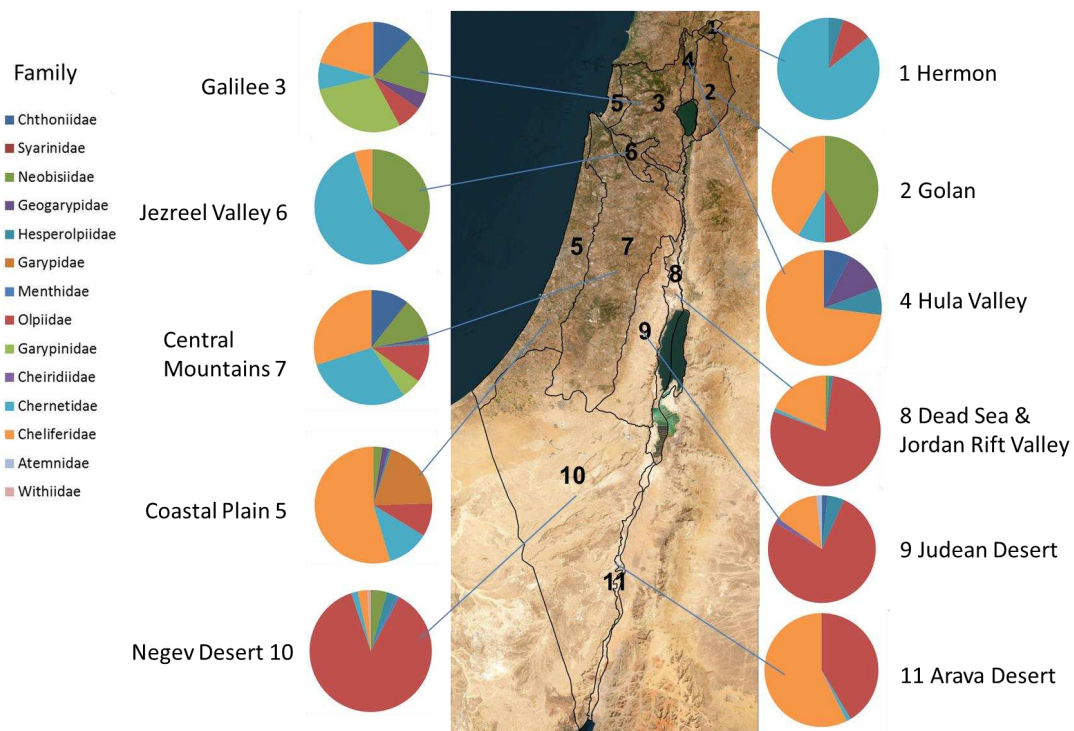 Family
Chthoniidae
Syarinidae
Neobisiidae
Geogarypidae
Hesperolpiidae
Garypidae
Menthidae
Olpiidae
Garypinidae
Cheiridiidae
Chernetidae
Cheliferidae
Atemnidae
Withiidae
Galilee 3
Jezreel Valley 6
Central
Mountains 7
Coastal Plain 5
Negev Desert 10
1
4
2
5
3
6
5
7
8
9
10
11
1 Hermon
2 Golan
4 Hula Valley
8 Dead Sea &
Jordan Rift Valley
9 Judean Desert
11 Arava Desert